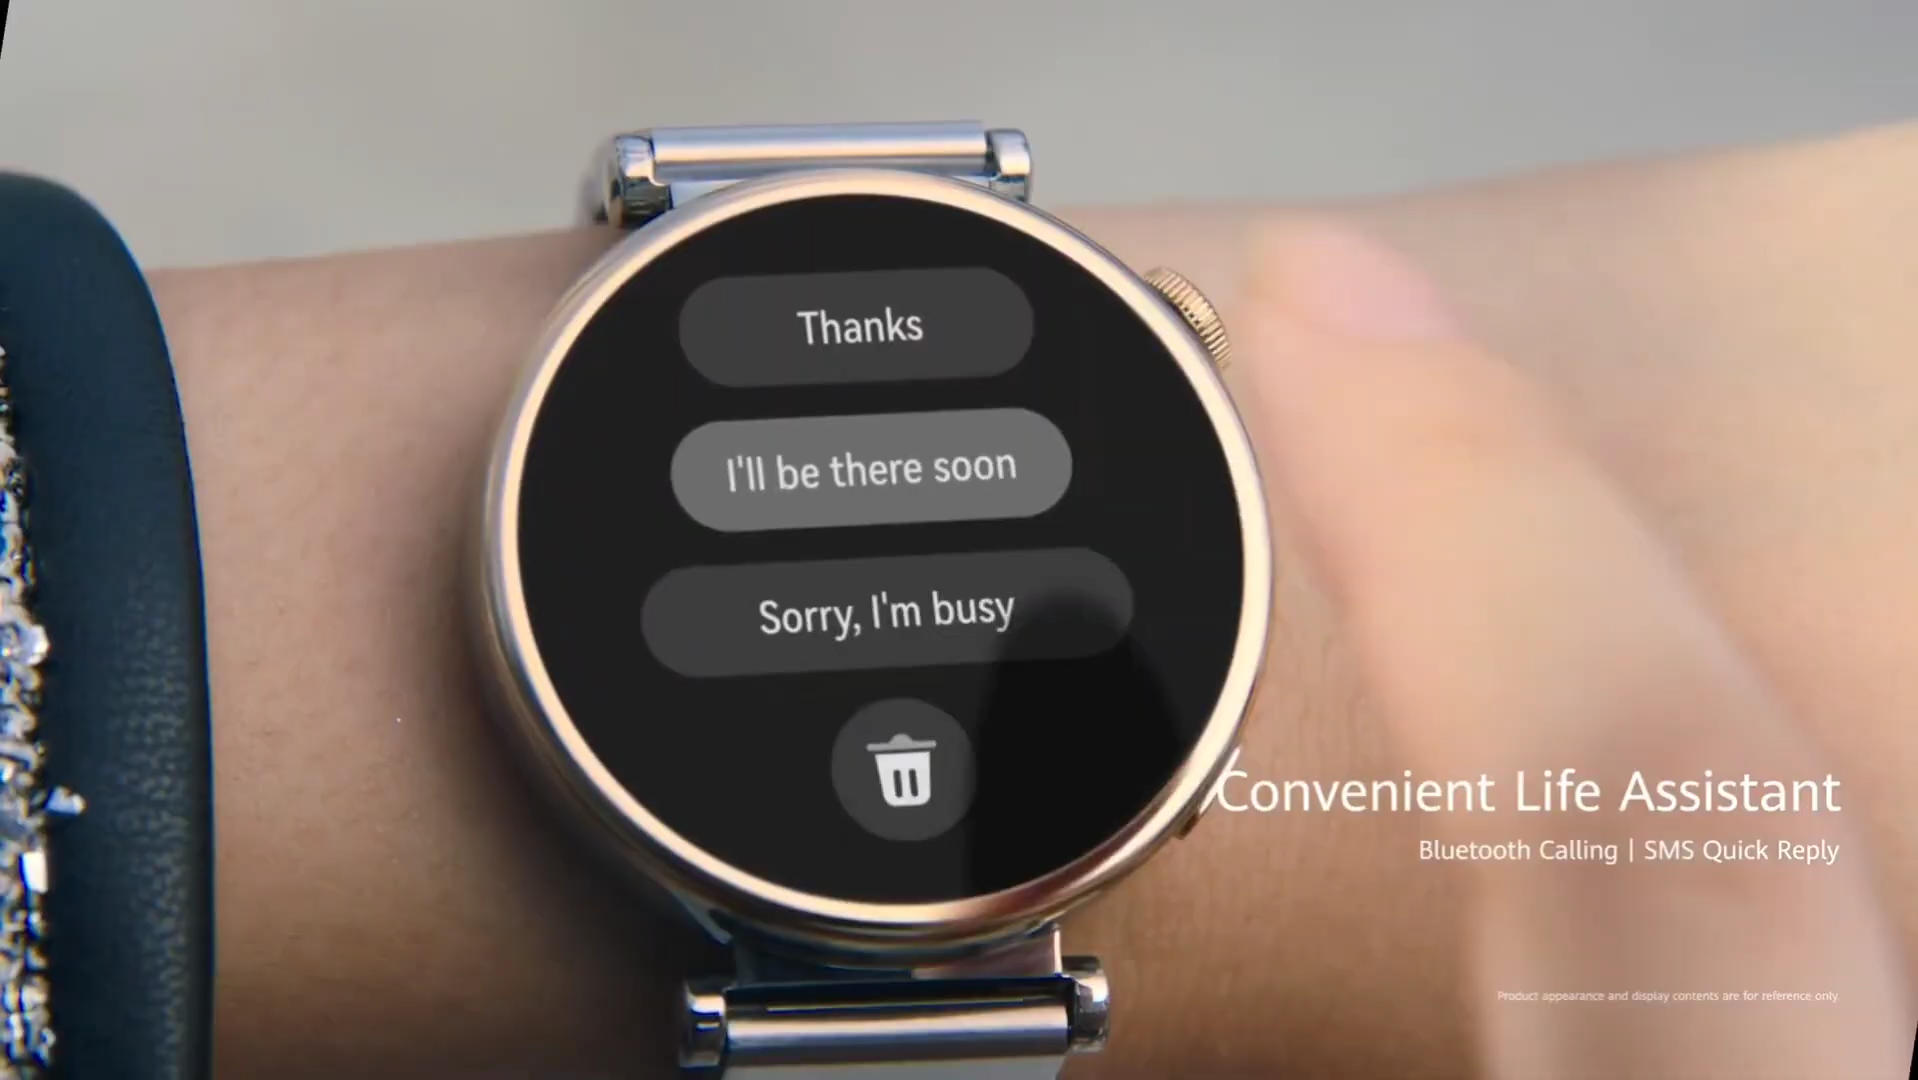 Thanks
I'll be there soon
Sorry, I'm busy
Convenient Life Assistant
Bluetooth Calling | SMS Quick Reply
Product appearance and display contents are for reference only